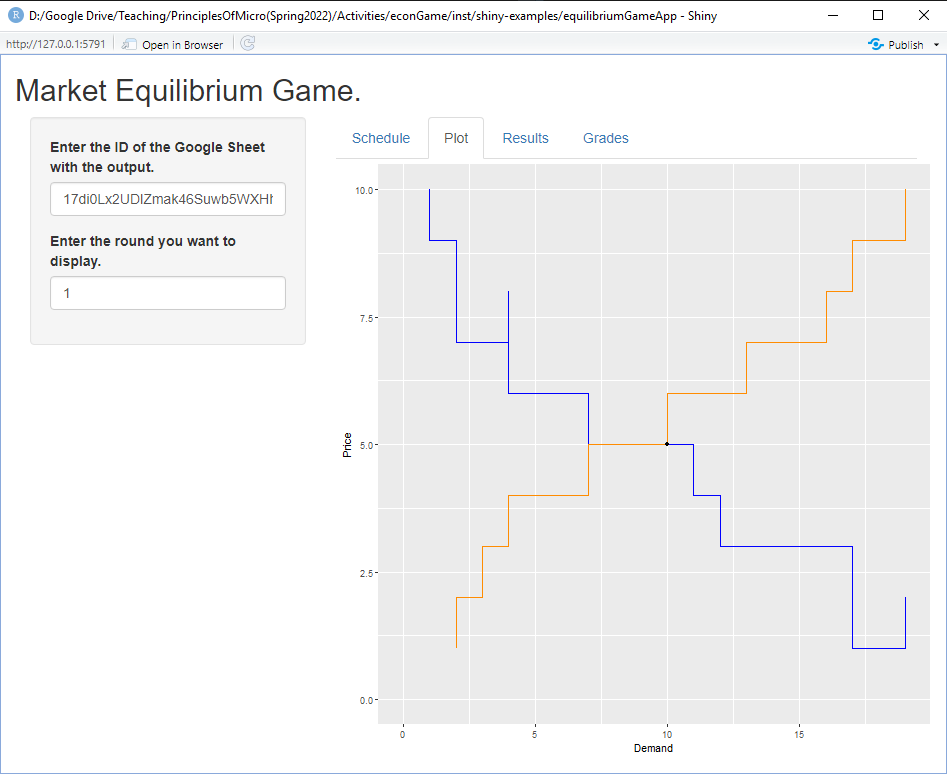 D:/Google Drive/Teaching/PrinciplesOfMicro(Spring2022)/Activities/econGame/inst/shiny-examples/equilibriumGameApp - Shiny
http://127.0.0.1:5791 Open in Browser Publish
Market Equilibrium Game.
Enter the ID of the Google Sheet
with the output.
Enter the round you want to
display.
1
Schedule Plot Results Grades
10.0
7.5
5.0
2.5
0.0
Price
0 5 10 15
Demand